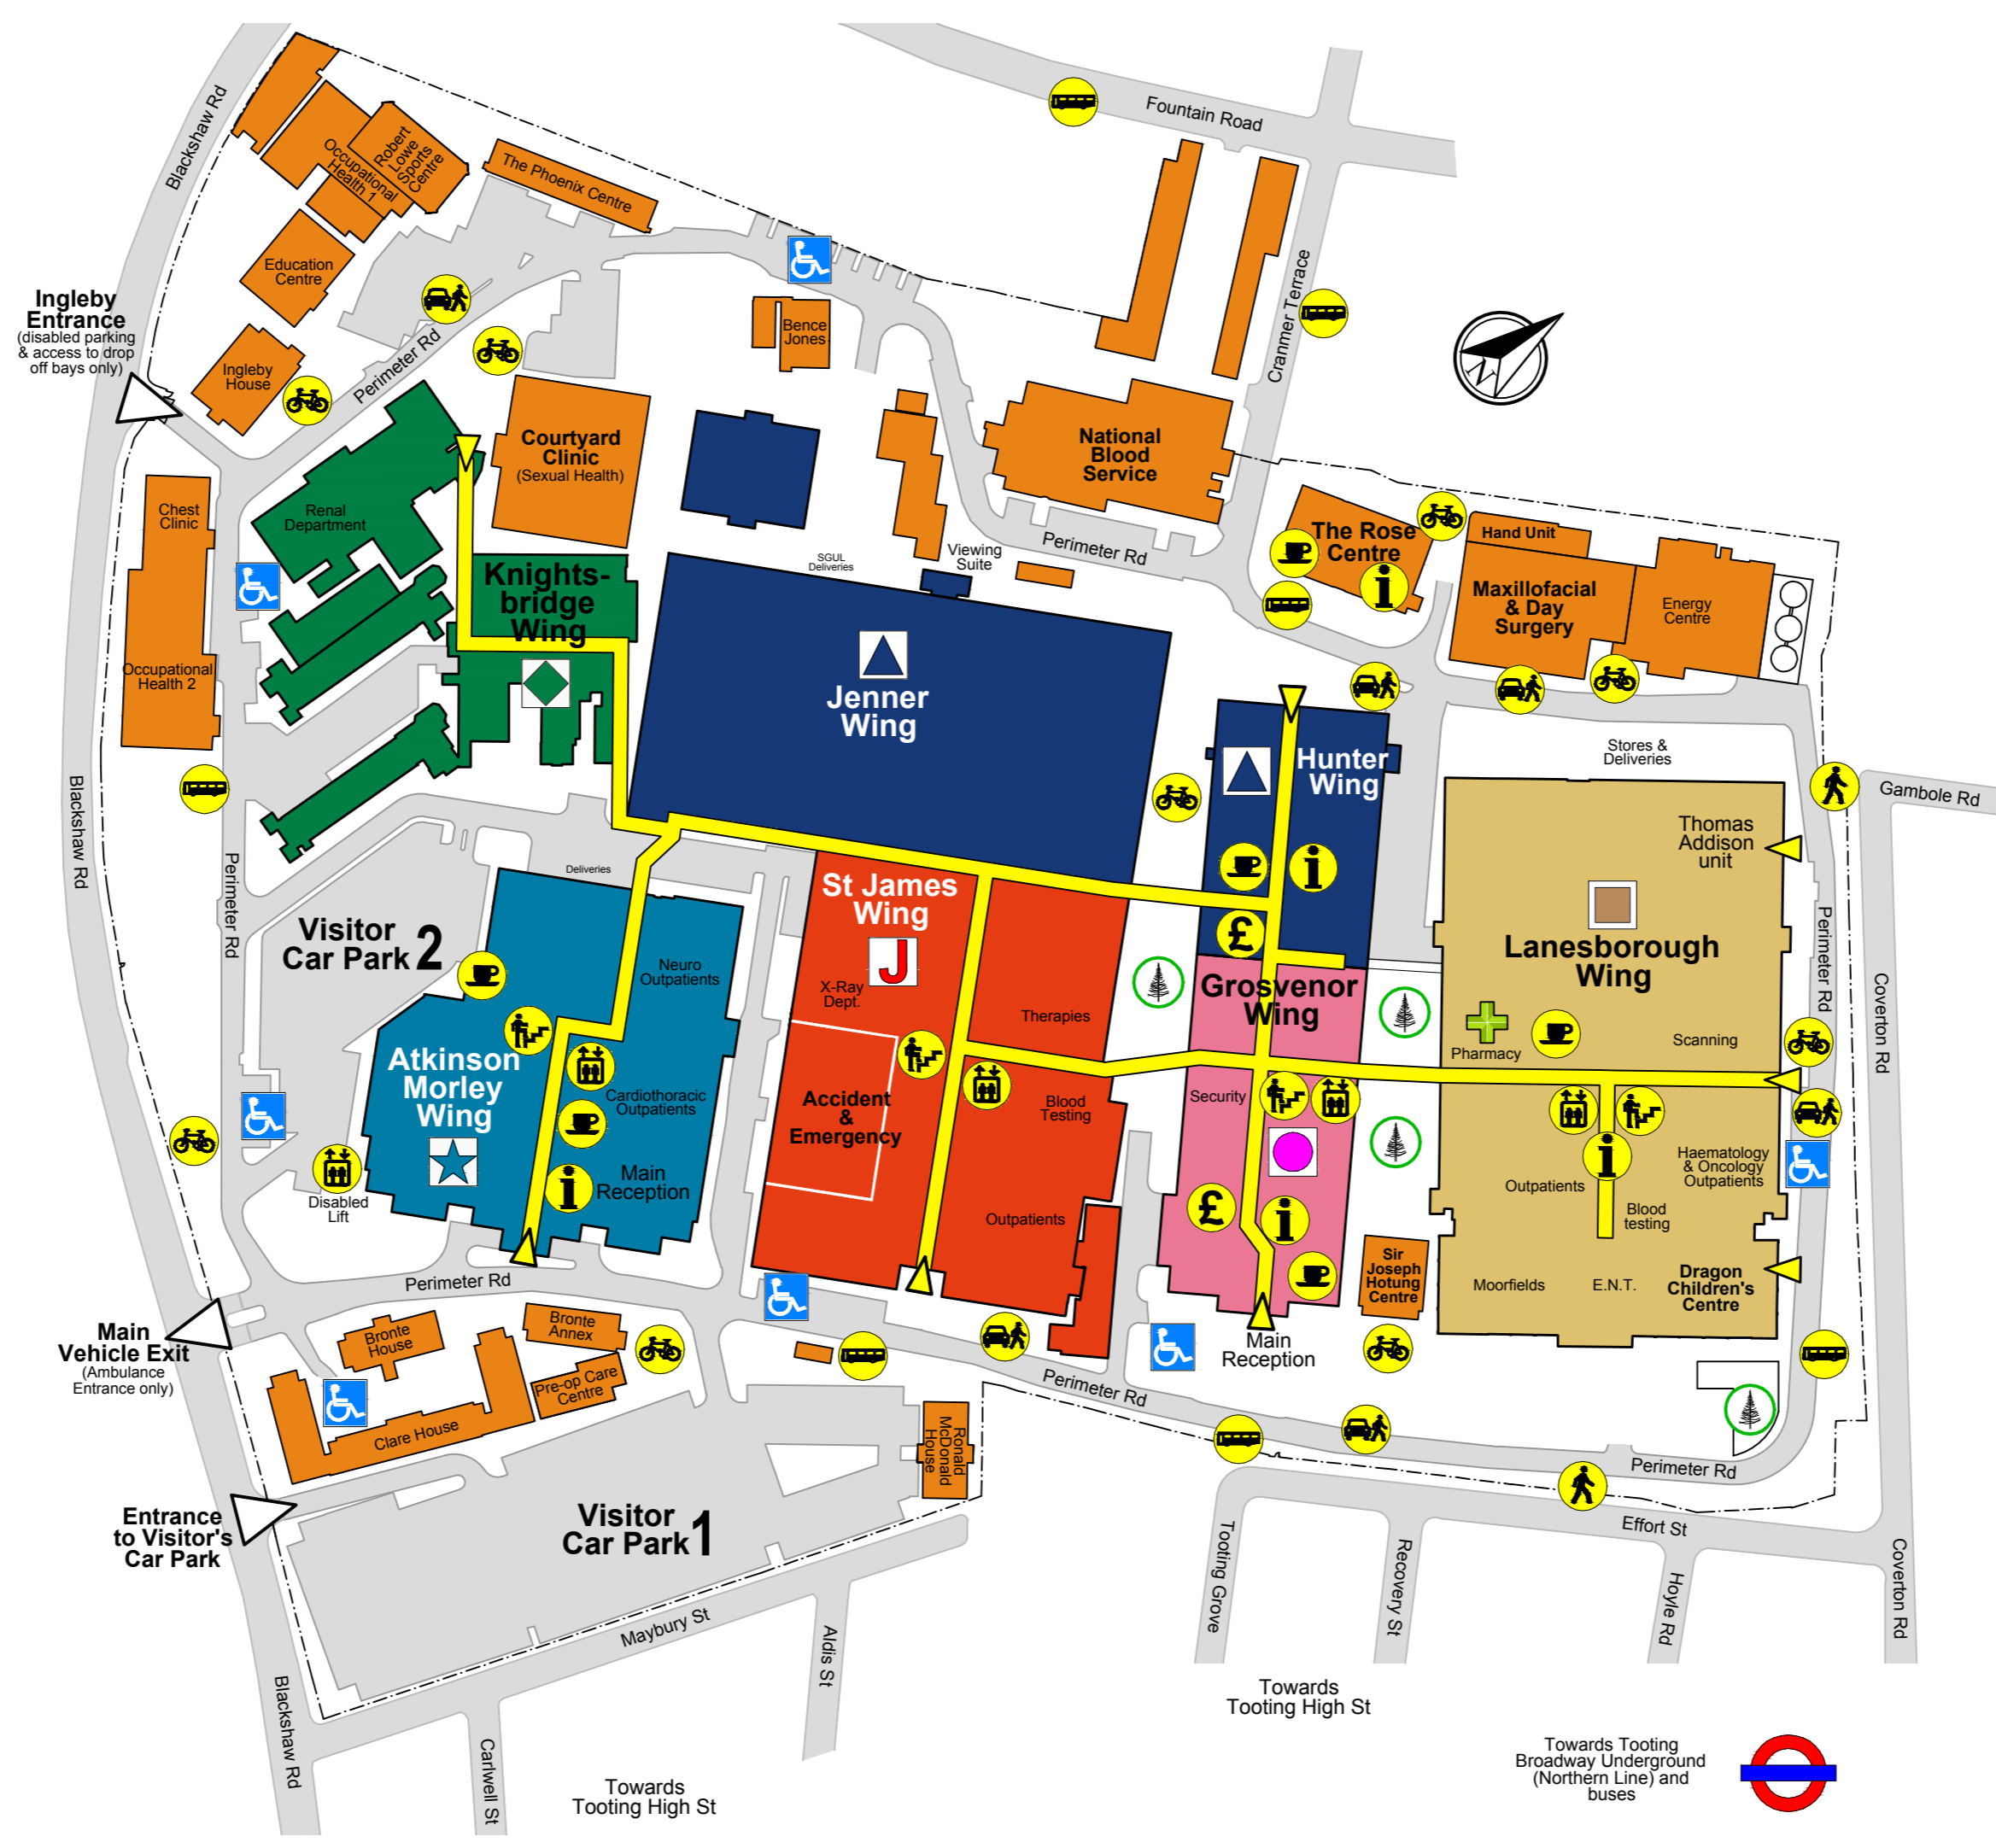 Blackshaw Rd
Fountain Road
Robert
Lowe
Sports
Centre
Occupational
Health 1
The Phoenix Centre
Education
Centre
Cranmer Terrace
Ingleby
Entrance
(disabled parking
& access to drop
off bays only)
Ingleby
House
Perimeter Rd
Bence
Jones
N
Courtyard
Clinic
(Sexual Health)
National
Blood
Service
Chest
Clinic
Renal
Department
Occupational
Health 2
Knights-
bridge
Wing
SGUL
Deliveries
Viewing
Suite
Perimeter Rd
The Rose
Centre
Hand Unit
Maxillofacial
& Day
Surgery
Energy
Centre
Jenner
Wing
Hunter
Wing
Stores &
Deliveries
Gambole Rd
Thomas
Addison
unit
Blackshaw Rd
Perimeter Rd
Deliveries
Visitor
Car Park 2
St James
Wing
J
X-Ray
Dept.
Neuro
Outpatients
Therapies
£
Grosvenor
Wing
Lanesborough
Wing
Pharmacy
Scanning
Perimeter Rd
Coverton Rd
Atkinson
Morley
Wing
Cardiothoracic
Outpatients
Accident
&
Emergency
Blood
Testing
Security
Main
Reception
Disabled
Lift
Outpatients
£
Outpatients
Blood
testing
Haematology
& Oncology
Outpatients
Sir
Joseph
Hotung
Centre
Moorfields
E.N.T.
Dragon
Children's
Centre
Perimeter Rd
Main
Vehicle Exit
(Ambulance
Entrance only)
Bronte
House
Bronte
Annex
Pre-op Care
Centre
Clare House
Main
Reception
Perimeter Rd
Ronald
McDonald
House
Perimeter Rd
Entrance
to Visitor's
Car Park
Visitor
Car Park 1
Effort St
Tooting Grove
Recovery St
Hoyle Rd
Coverton Rd
Maybury St
Aldis St
Blackshaw Rd
Carlwell St
Towards
Tooting High St
Towards
Tooting High St
Towards Tooting
Broadway Underground
(Northern Line) and
buses